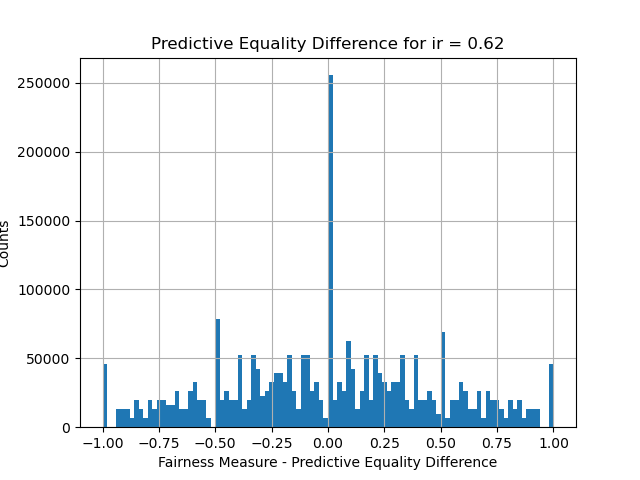 Predictive Equality Difference for ir = 0.62
250000
200000
150000
100000
50000
0
Counts
−1.00 −0.75 −0.50 −0.25 0.00 0.25 0.50 0.75 1.00
Fairness Measure - Predictive Equality Difference